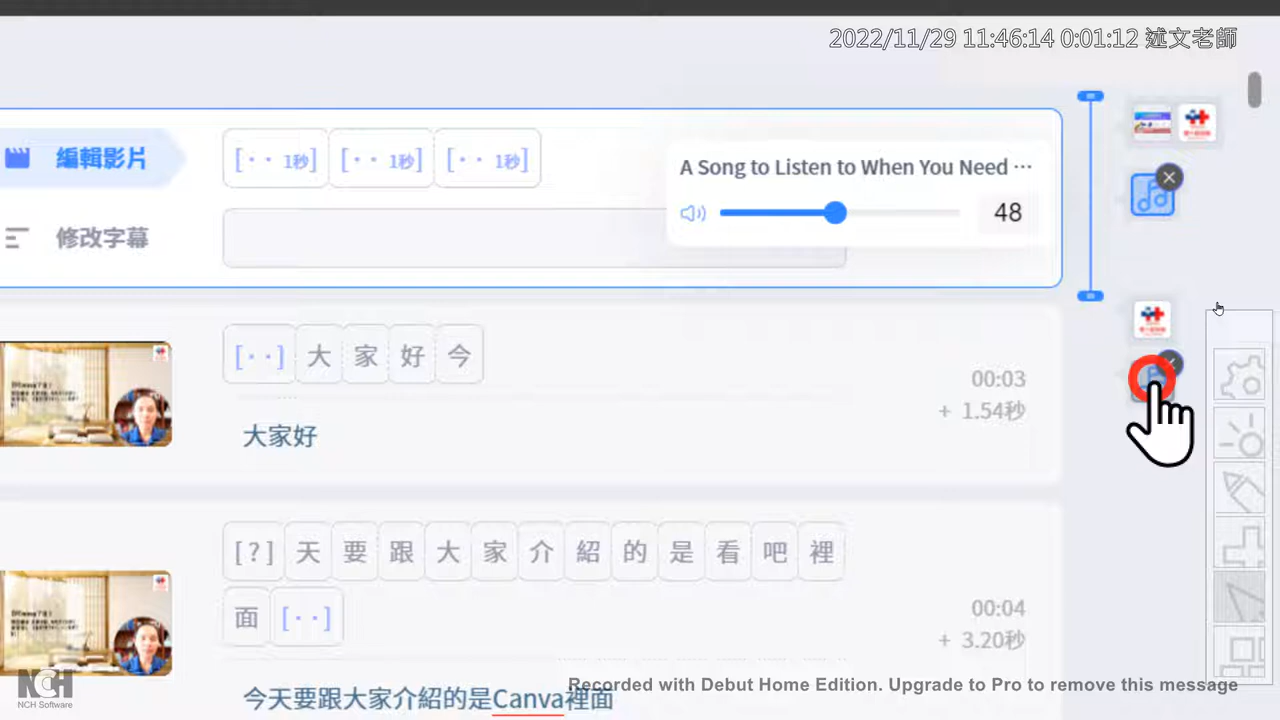 2022/11/29 11:46:14 0:01:12 述文老師
編輯影片
[·· 1秒] [·· 1秒] [·· 1秒]
A Song to Listen to When You Need ···
48
修改字幕
[··] 大 家 好 今
00:03
+ 1.54秒
大家好
[?] 天 要 跟 大 家 介 紹 的 是 看 吧 裡
面 [··]
00:04
+ 3.20秒
今天要跟大家介紹的是Canva裡面
Recorded with Debut Home Edition. Upgrade to Pro to remove this message
NCH
NCH Software